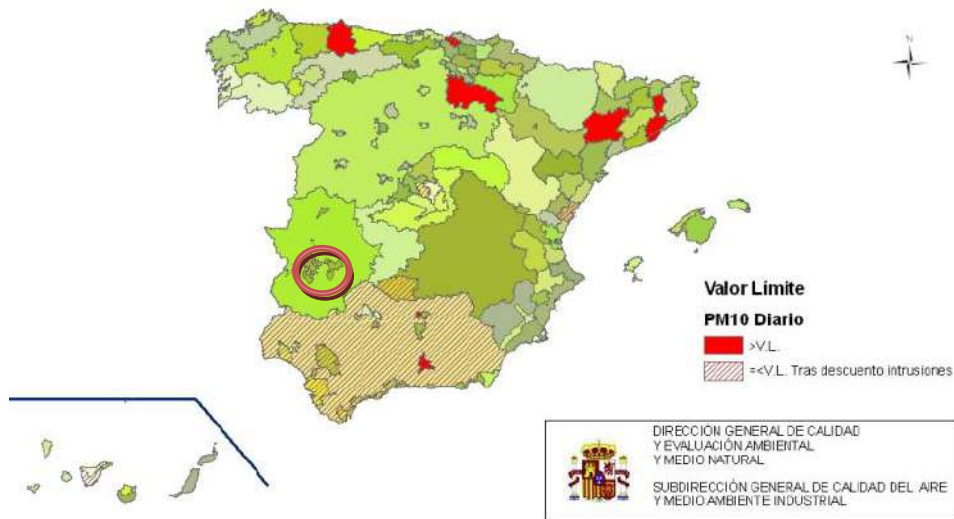 N
Valor Límite
PM10 Diario
>V.L.
=<V.L. Tras descuento intrusiones
DIRECCIÓN GENERAL DE CALIDAD
Y EVALUACIÓN AMBIENTAL
Y MEDIO NATURAL
SUBDIRECCIÓN GENERAL DE CALIDAD DEL AIRE
Y MEDIO AMBIENTE INDUSTRIAL